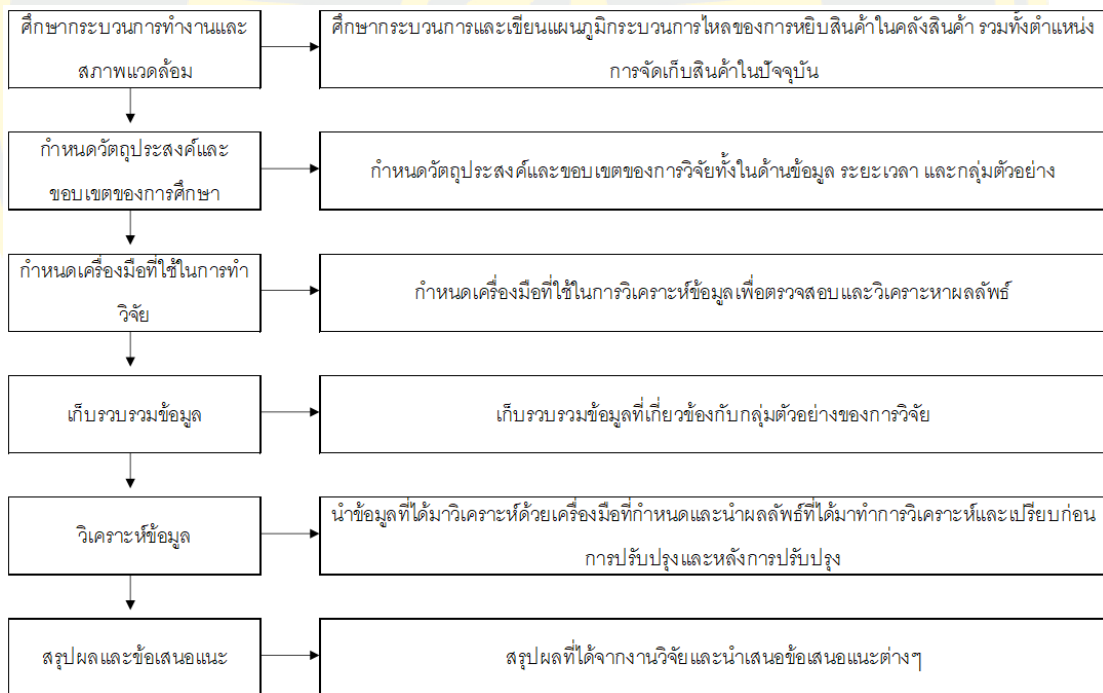 ศึกษากระบวนการทำงานและ
สภาพแวดล้อม
ศึกษากระบวนการและเขียนแผนภูมิกระบวนการไหลของการหยิบสินค้าในคลังสินค้า รวมทั้งตำแหน่ง
การจัดเก็บสินค้าในปัจจุบัน
กำหนดวัตถุประสงค์และ
ขอบเขตของการศึกษา
กำหนดวัตถุประสงค์และขอบเขตของการวิจัยทั้งในด้านข้อมูล ระยะเวลา และกลุ่มตัวอย่าง
กำหนดเครื่องมือที่ใช้ในการทำ
วิจัย
กำหนดเครื่องมือที่ใช้ในการวิเคราะห์ข้อมูลเพื่อตรวจสอบและวิเคราะหาผลลัพธ์
เก็บรวบรวมข้อมูล
เก็บรวบรวมข้อมูลที่เกี่ยวข้องกับกลุ่มตัวอย่างของการวิจัย
วิเคราะห์ข้อมูล
นำข้อมูลที่ได้มาวิเคราะห์ด้วยเครื่องมือที่กำหนดและนำผลลัพธ์ที่ได้มาทำการวิเคราะห์และเปรียบก่อน
การปรับปรุงและหลังการปรับปรุง
สรุปผลและข้อเสนอแนะ
สรุปผลที่ได้จากงานวิจัยและนำเสนอข้อเสนอแนะต่างๆ